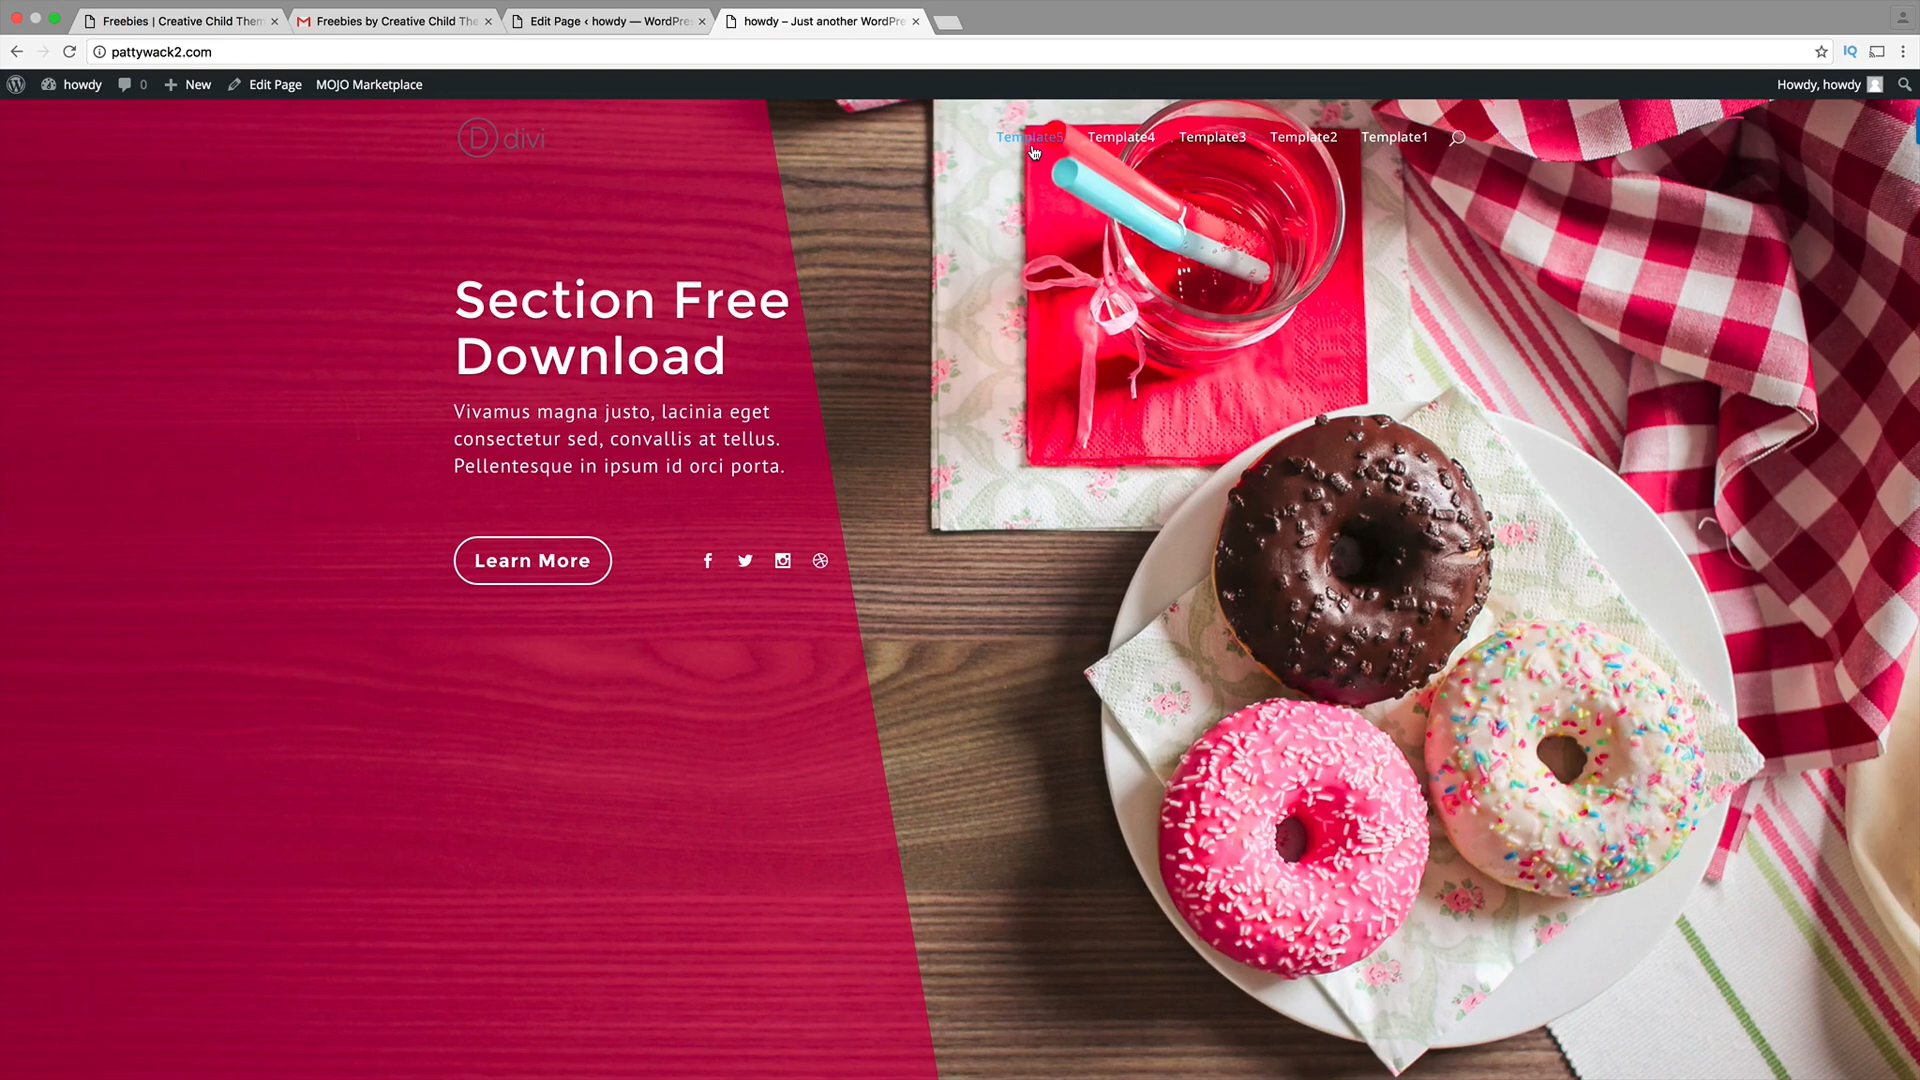 Freebies | Creative Child Them
Freebies by Creative Child The
Edit Page ‹ howdy — WordPres
howdy – Just another WordPre
pattywack2.com
IQ
howdy
0
New
Edit Page
MOJO Marketplace
Howdy, howdy
D divi
Template5
Template4
Template3
Template2
Template1
Section Free
Download
Vivamus magna justo, lacinia eget
consectetur sed, convallis at tellus.
Pellentesque in ipsum id orci porta.
Learn More